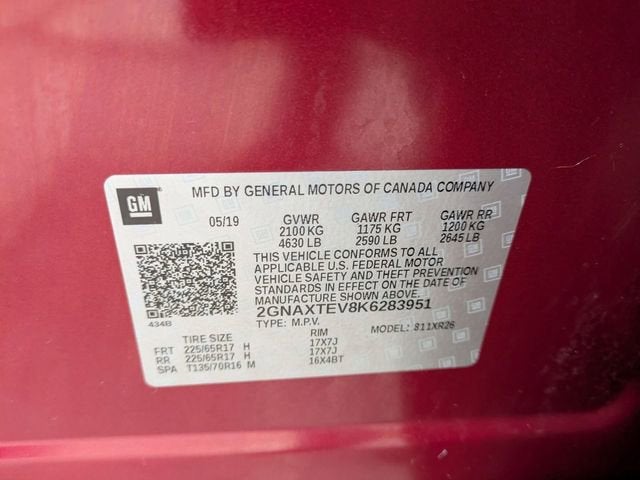 GM
MFD BY GENERAL MOTORS OF CANADA COMPANY
05/19 GVWR GAWR FRT GAWR RR
2100 KG 1175 KG 1200 KG
4630 LB 2590 LB 2645 LB
THIS VEHICLE CONFORMS TO ALL
APPLICABLE U.S. FEDERAL MOTOR
VEHICLE SAFETY AND THEFT PREVENTION
STANDARDS IN EFFECT ON THE DATE OF
MANUFACTURE SHOWN ABOVE.
2GNAXTEV8K6283951
434B TYPE: M.P.V. MODEL: 811XR26
TIRE SIZE RIM
FRT 225/65R17 H 17X7J
RR 225/65R17 H 17X7J
SPA T135/70R16 M 16X4BT